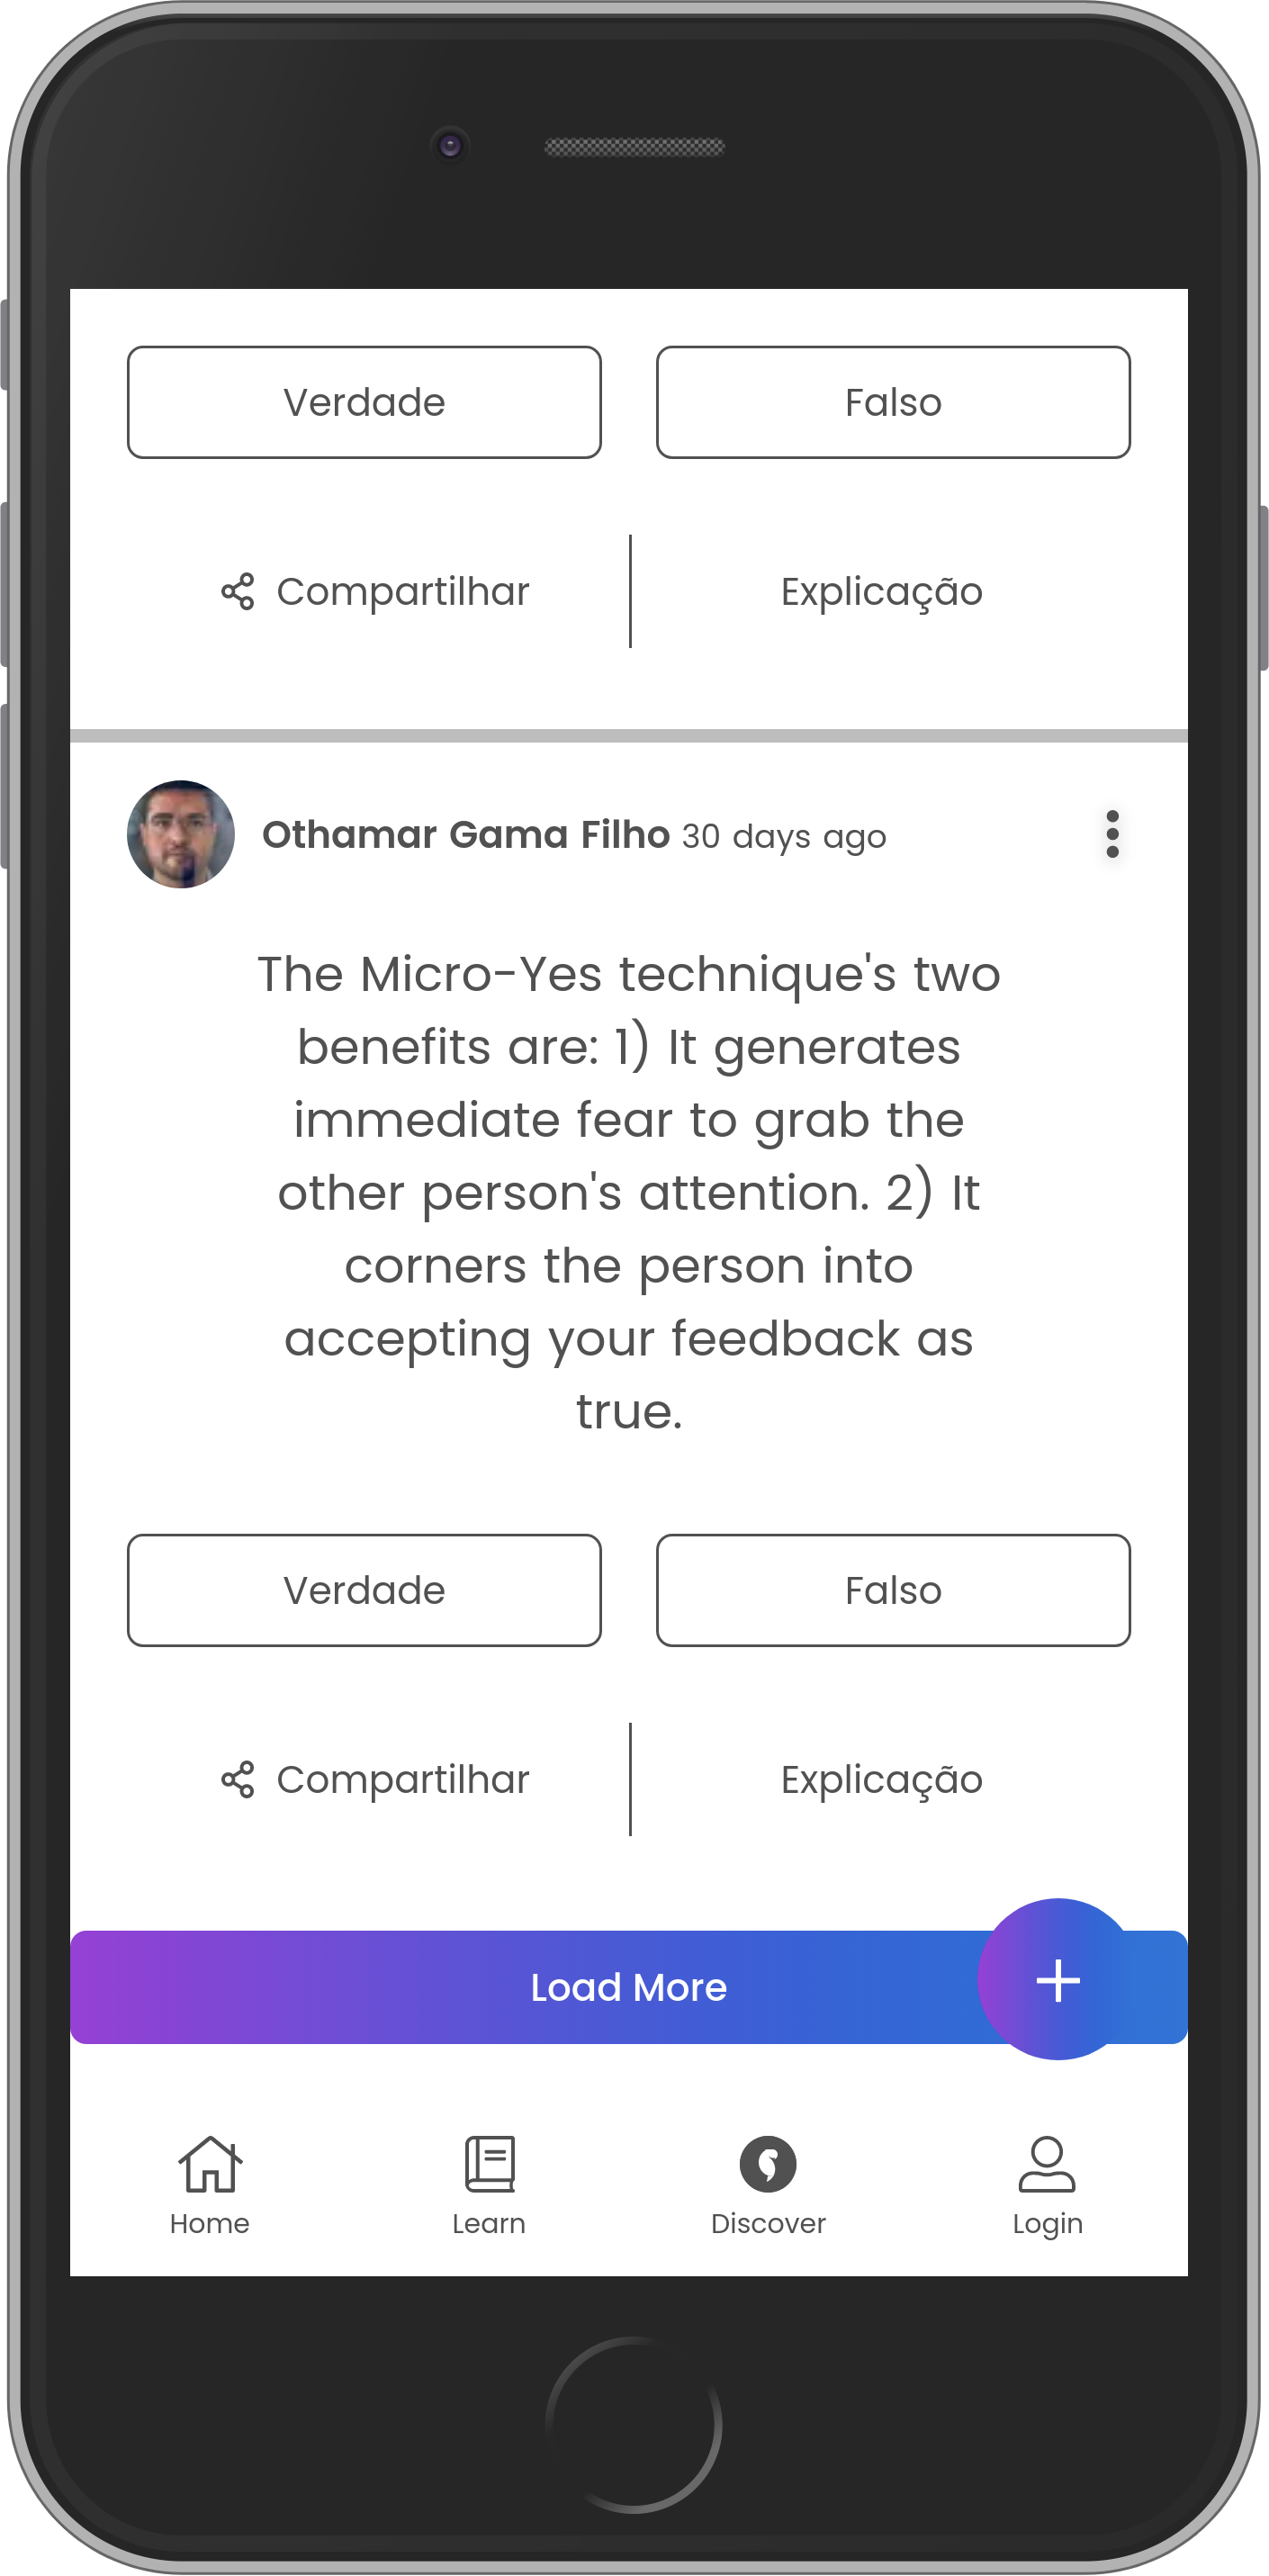 Verdade Falso
Compartilhar Explicação
Othamar Gama Filho 30 days ago
The Micro-Yes technique's two
benefits are: 1) It generates
immediate fear to grab the
other person's attention. 2) It
corners the person into
accepting your feedback as
true.
Verdade Falso
Compartilhar Explicação
Load More
Home Learn Discover Login